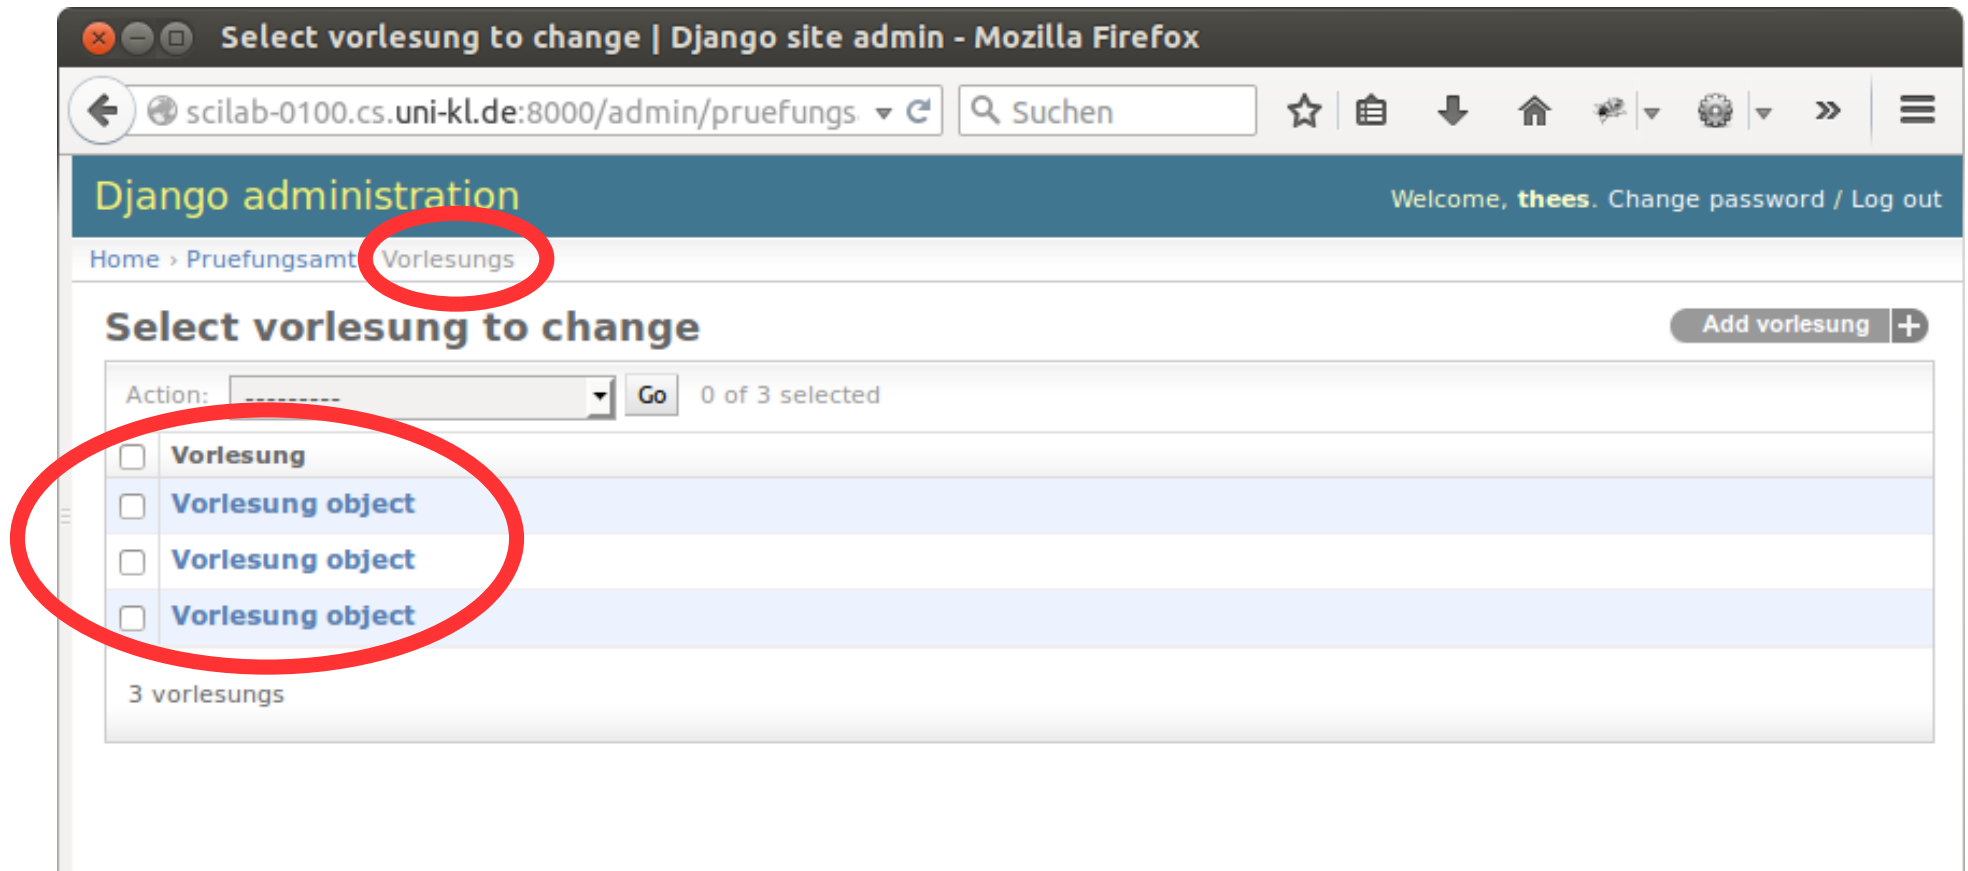 Select vorlesung to change | Django site admin - Mozilla Firefox
scilab-0100.cs.uni-kl.de:8000/admin/pruefungs Suchen
Django administration
Welcome, thees. Change password / Log out
Home › Pruefungsamt Vorlesungs
Select vorlesung to change
Add vorlesung +
Action: --------- Go 0 of 3 selected
Vorlesung
Vorlesung object
Vorlesung object
Vorlesung object
3 vorlesungs